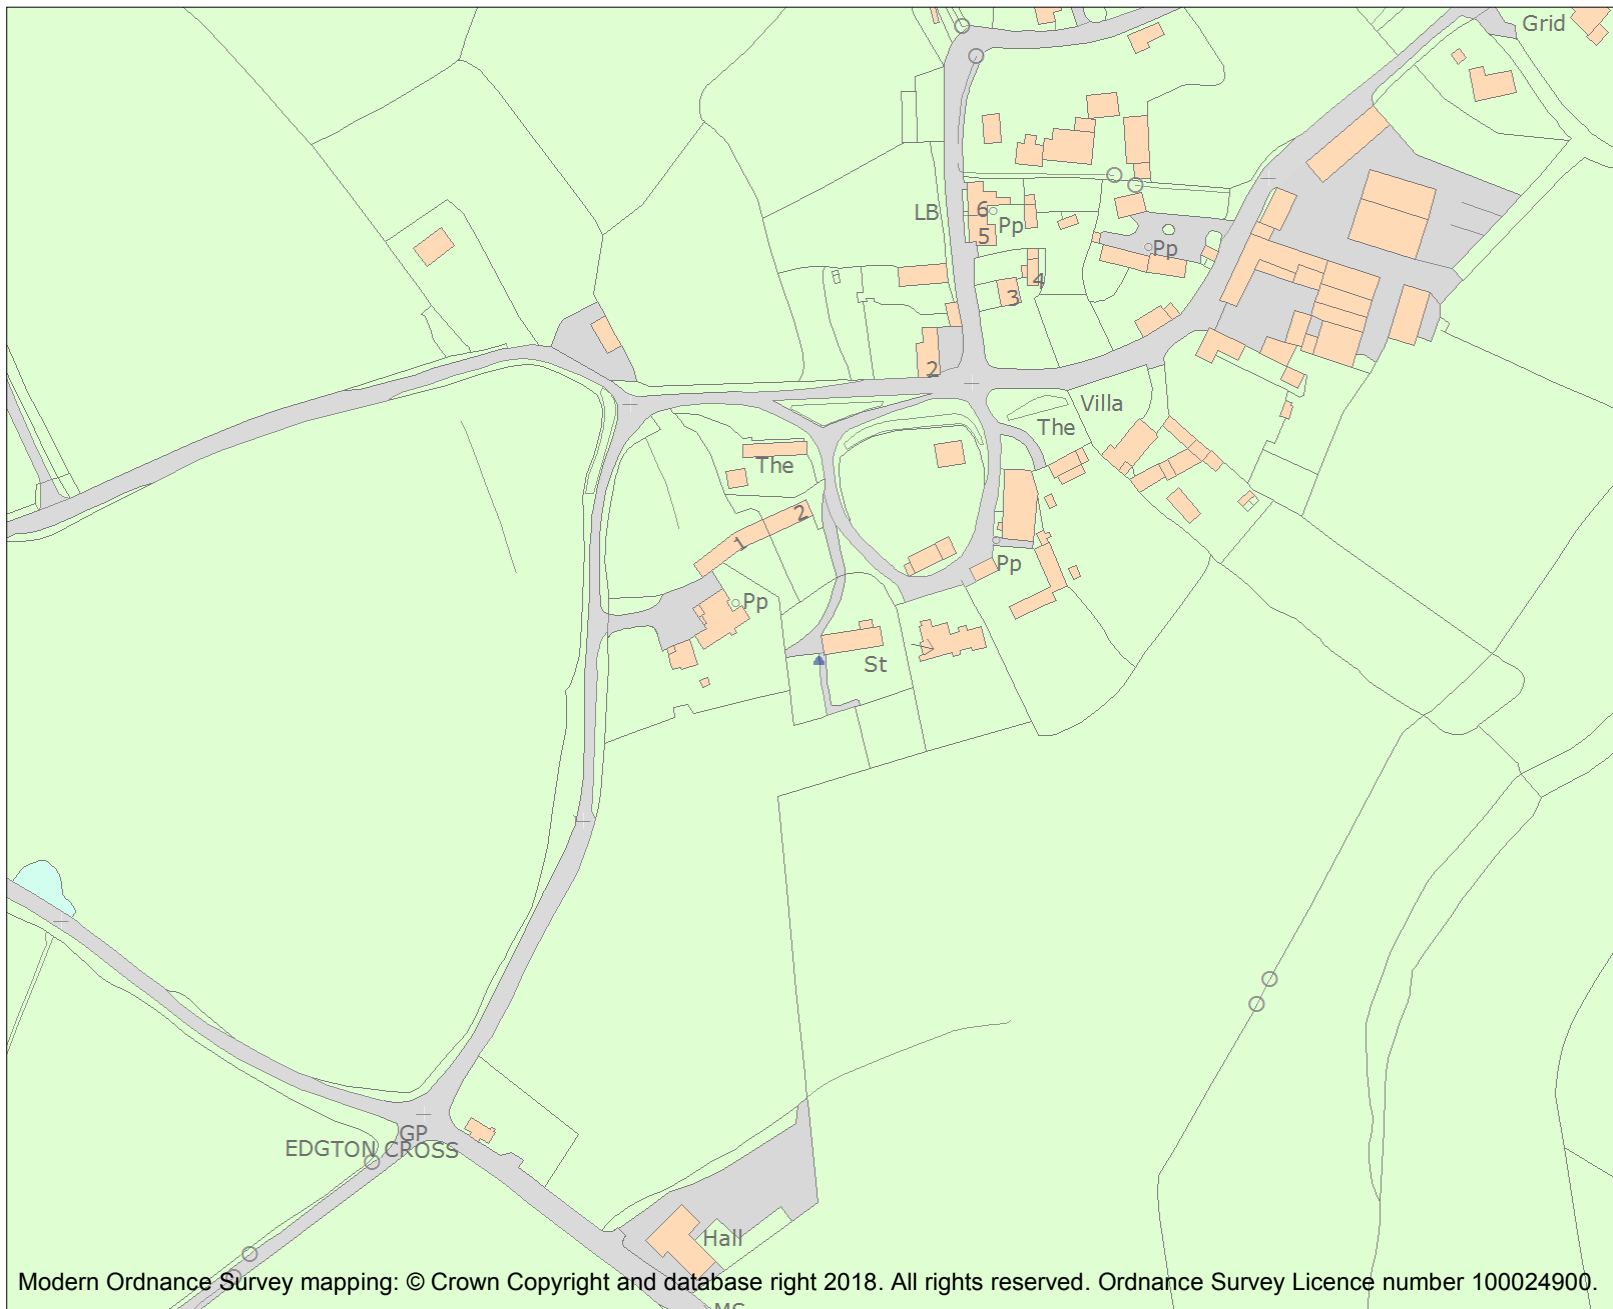 Grid
LB
6
Pp
5
Pp
4
3
2
Villa
The
The
2
1
Pp
Pp
St
GP
EDGTON CROSS
Hall
Modern Ordnance Survey mapping: © Crown Copyright and database right 2018. All rights reserved. Ordnance Survey Licence number 100024900.
MS